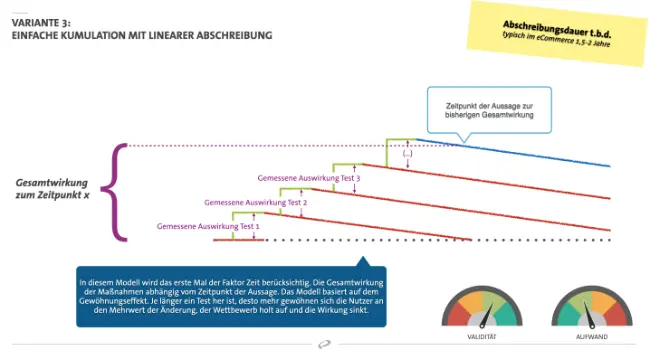 VARIANTE 3:
EINFACHE KUMULATION MIT LINEARER ABSCHREIBUNG
Abschreibungsdauer t.b.d.
typisch im eCommerce 1,5-2 Jahre
Zeitpunkt der Aussage zur
bisherigen Gesamtwirkung
(...)
Gemessene Auswirkung Test 3
Gesamtwirkung
zum Zeitpunkt x
Gemessene Auswirkung Test 2
Gemessene Auswirkung Test 1
In diesem Modell wird das erste Mal der Faktor Zeit berücksichtig. Die Gesamtwirkung
der Maßnahmen abhängig vom Zeitpunkt der Aussage. Das Modell basiert auf dem
Gewöhnungseffekt. Je länger ein Test her ist, desto mehr gewöhnen sich die Nutzer an
den Mehrwert der Änderung, der Wettbewerb holt auf und die Wirkung sinkt.
VALIDITÄT
AUFWAND